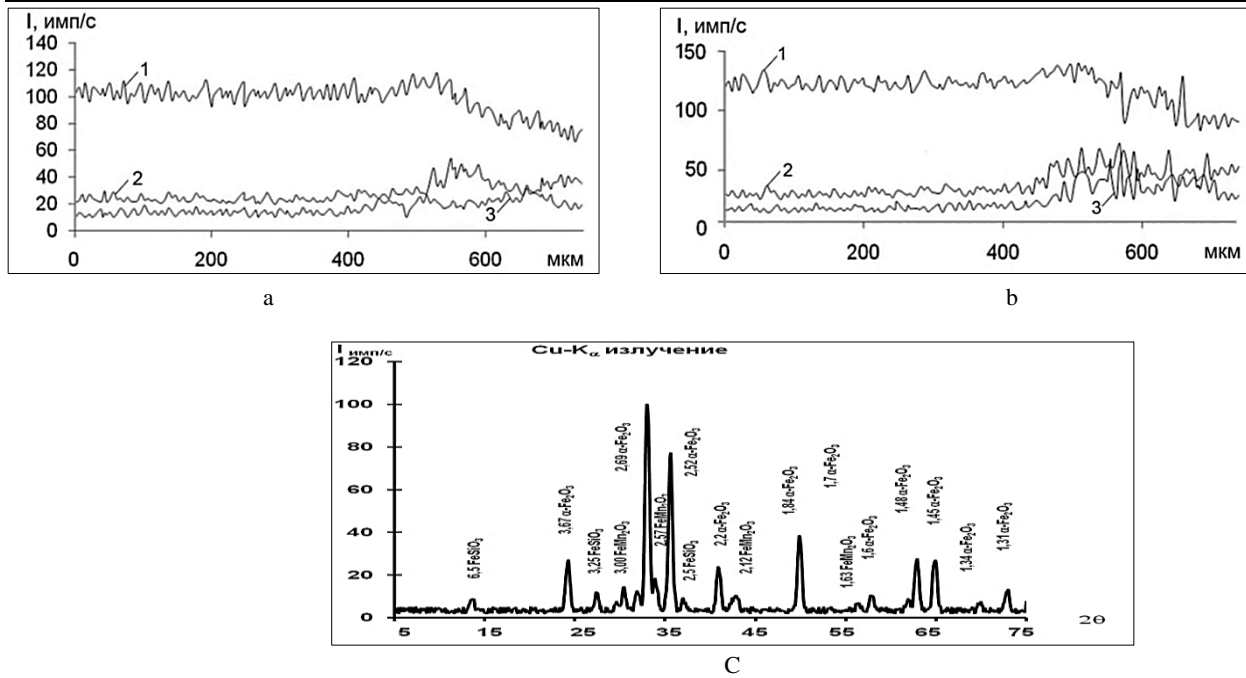 I, имп/с
140
120
100
80
60
40
20
0
1
2
3
0
200
400
600
мкм
a
I, имп/с
150
100
50
0
1
2
3
0
200
400
600
мкм
b
I имп/с
Cu-Kα излучение
120
100
80
60
40
20
0
6,5 FeSiO₃
3,67 α-Fe₂O₃
3,25 FeSiO₃
3,00 FeMn₂O₃
2,69 α-Fe₂O₃
2,57 FeMn₂O₃
2,52 α-Fe₂O₃
2,5 FeSiO₃
2,2 α-Fe₂O₃
2,12 FeMn₂O₃
1,84 α-Fe₂O₃
1,7 α-Fe₂O₃
1,63 FeMn₂O₃
1,6 α-Fe₂O₃
1,48 α-Fe₂O₃
1,45 α-Fe₂O₃
1,34 α-Fe₂O₃
1,31 α-Fe₂O₃
5
15
25
35
45
55
65
75
2Θ
C